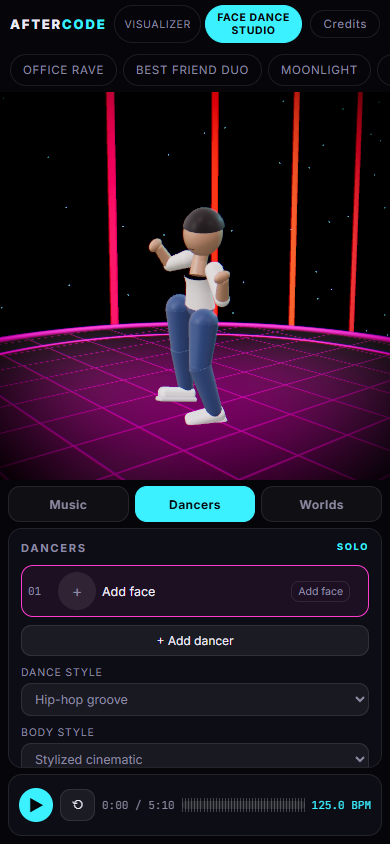 AFTERCODE
VISUALIZER
FACE DANCE
STUDIO
Credits
OFFICE RAVE
BEST FRIEND DUO
MOONLIGHT
Music
Dancers
Worlds
DANCERS
SOLO
01
+
Add face
Add face
+ Add dancer
DANCE STYLE
Hip-hop groove
BODY STYLE
Stylized cinematic
0:00 / 5:10
125.0 BPM